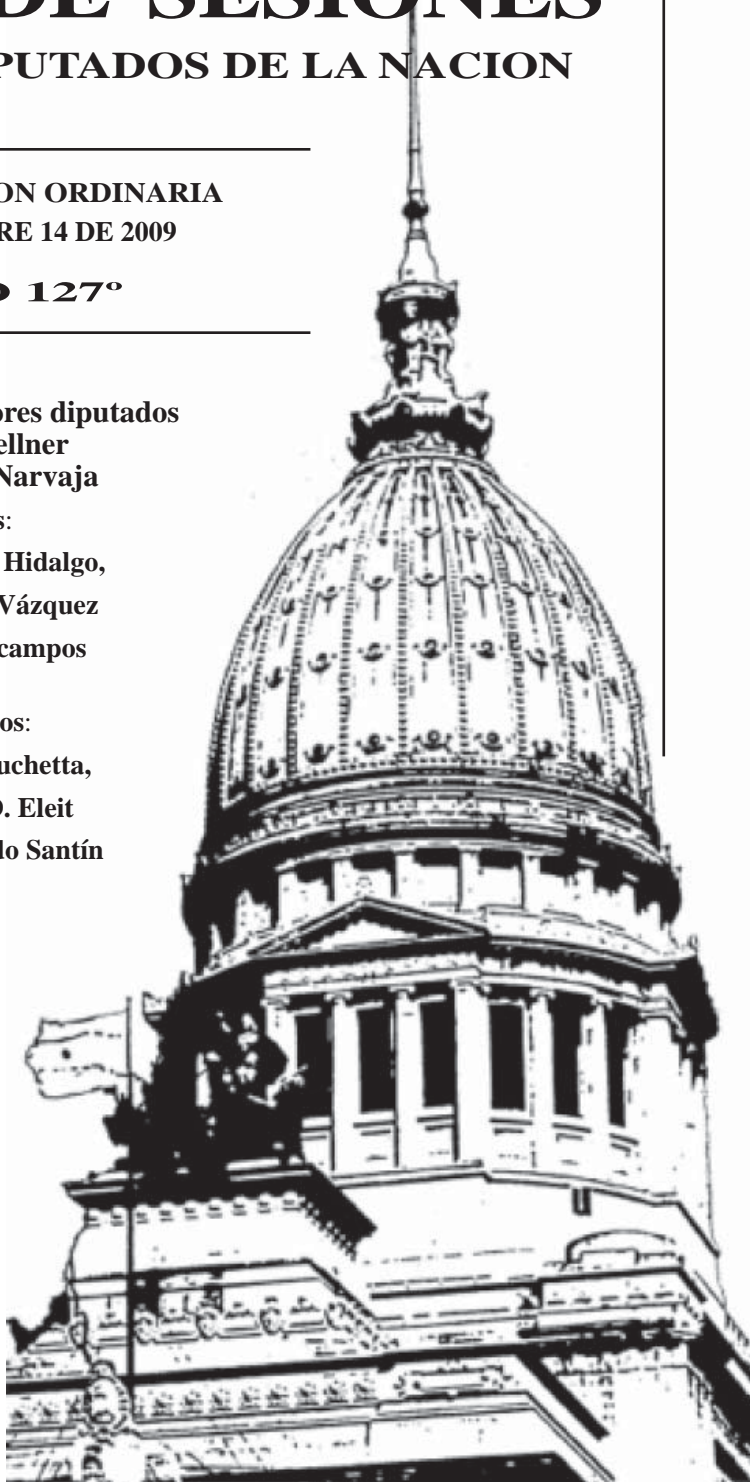 DE SESIONES
PUTADOS DE LA NACION
ON ORDINARIA
RE 14 DE 2009
O 127º
ores diputados
ellner
Narvaja
s:
Hidalgo,
Vázquez
campos
os:
uchetta,
D. Eleit
do Santín